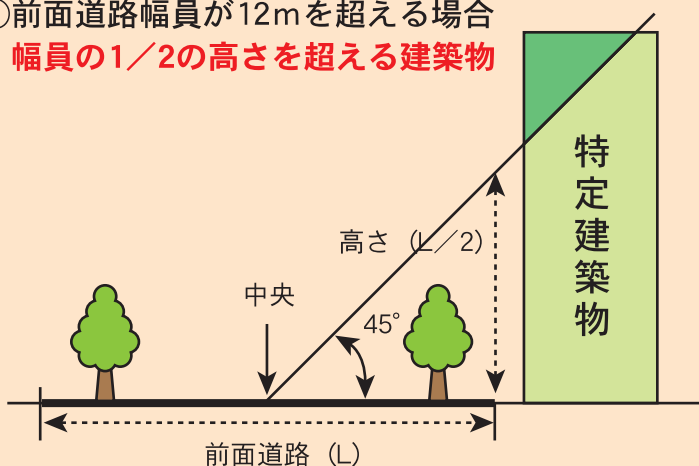 前面道路幅員が12mを超える場合
幅員の1／2の高さを超える建築物
特定建築物
高さ（L／2）
中央
45°
前面道路（L）